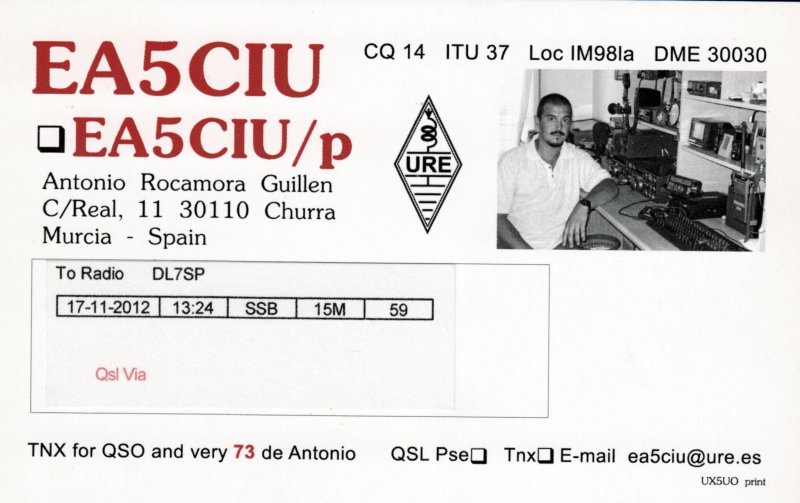 EA5CIU
EA5CIU/p
Antonio Rocamora Guillen
C/Real, 11 30110 Churra
Murcia - Spain
CQ 14 ITU 37 Loc IM98la DME 30030
URE
To Radio DL7SP
17-11-2012 13:24 SSB 15M 59
Qsl Via
TNX for QSO and very 73 de Antonio QSL Pse Tnx E-mail ea5ciu@ure.es
UX5UO print